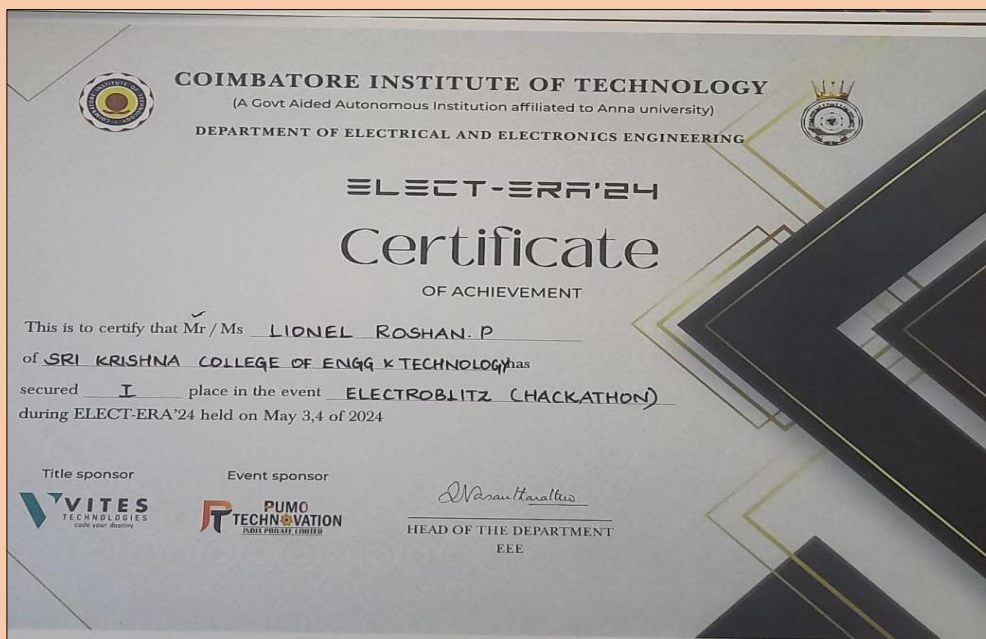 COIMBATORE INSTITUTE OF TECHNOLOGY
(A Govt Aided Autonomous Institution affiliated to Anna university)
DEPARTMENT OF ELECTRICAL AND ELECTRONICS ENGINEERING
ELECT-ERA'24
Certificate
OF ACHIEVEMENT
This is to certify that Mr / Ms LIONEL ROSHAN. P
of SRI KRISHNA COLLEGE OF ENGG & TECHNOLOGY has
secured I place in the event ELECTROBLITZ (HACKATHON)
during ELECT-ERA'24 held on May 3,4 of 2024
Title sponsor
VITES
TECHNOLOGIES
code your destiny
Event sponsor
PUMO
TECHNOVATION
INDIA PRIVATE LIMITED
HEAD OF THE DEPARTMENT
EEE